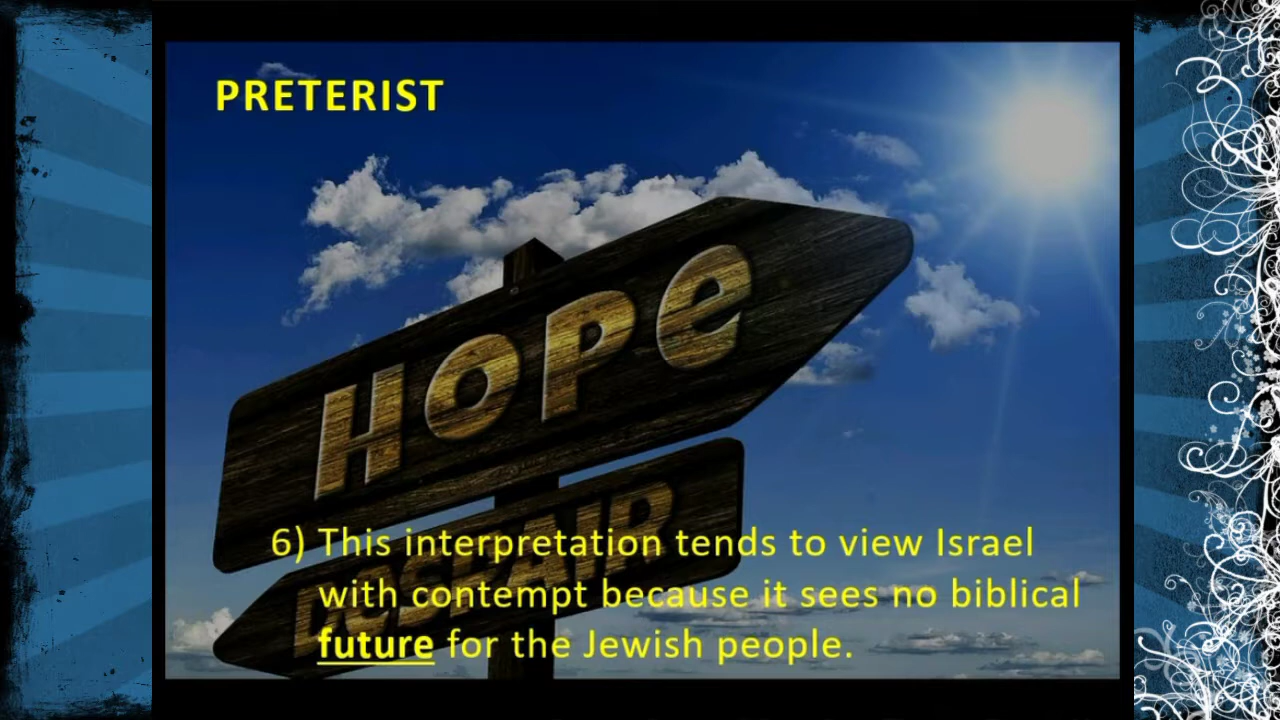 PRETERIST
HOPe
DeSPAIR
6) This interpretation tends to view Israel
with contempt because it sees no biblical
future for the Jewish people.